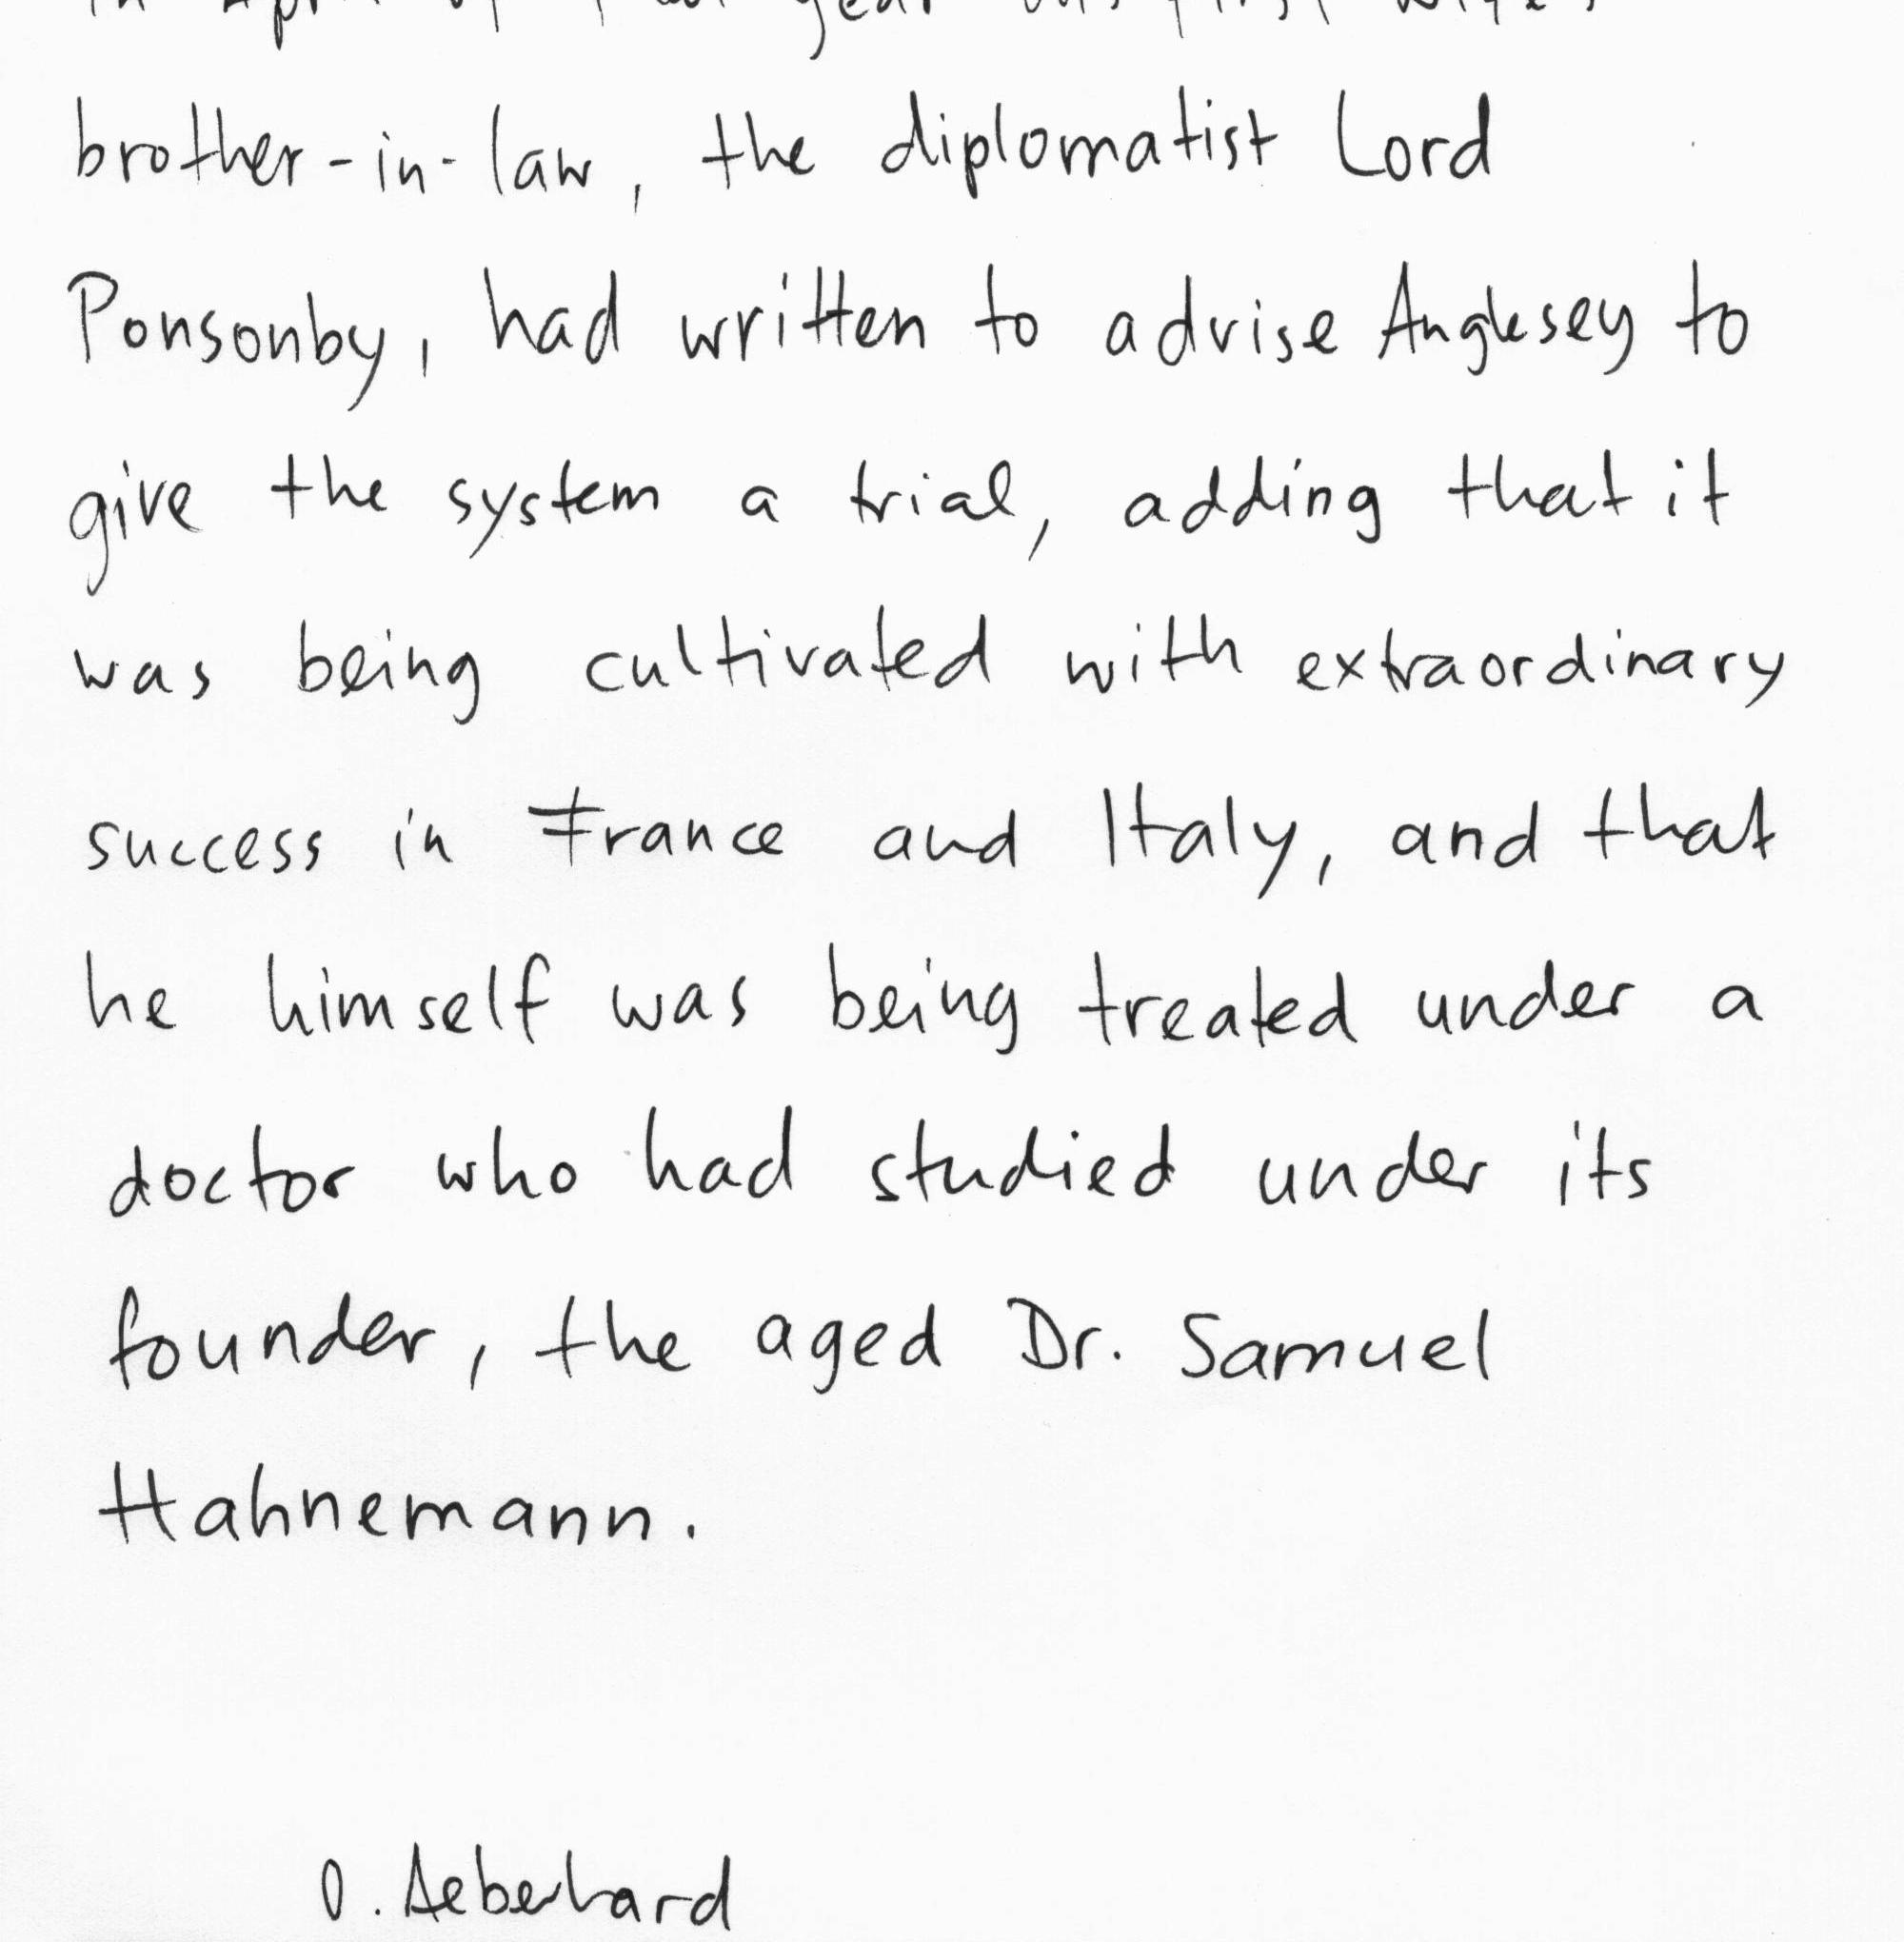 brother-in-law, the diplomatist Lord
Ponsonby, had written to advise Anglesey to
give the system a trial, adding that it
was being cultivated with extraordinary
success in France and Italy, and that
he himself was being treated under a
doctor who had studied under its
founder, the aged Dr. Samuel
Hahnemann.
O. Aeberhard